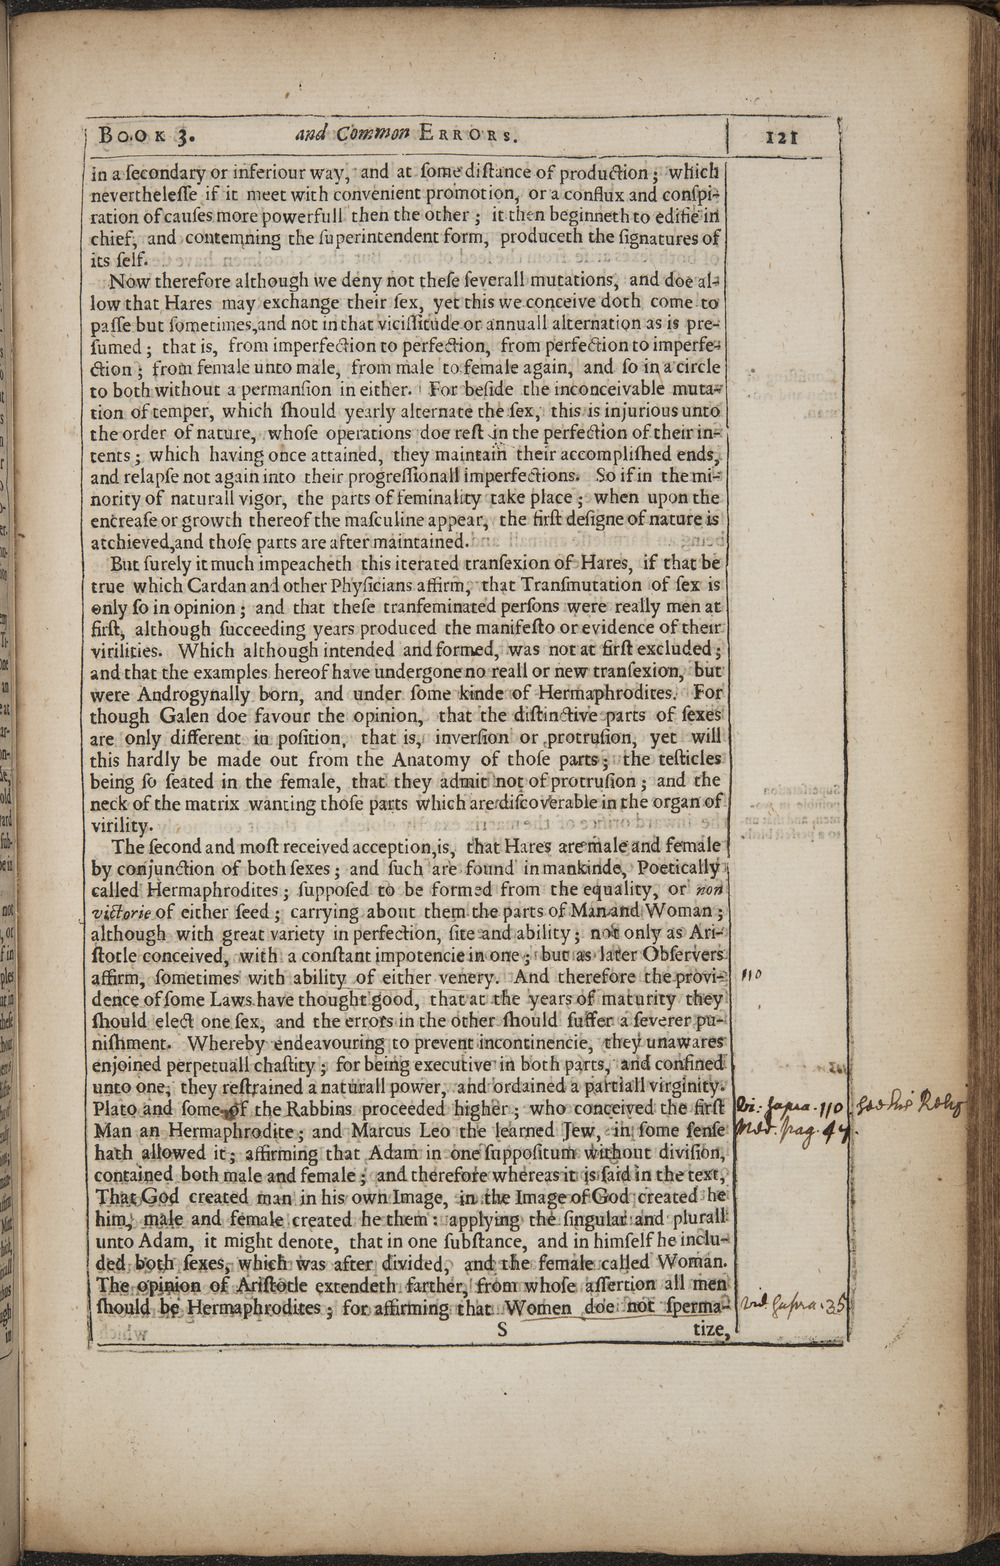 BOOK 3. and Common ERRORS. 121
in a ſecondary or inferiour way, and at ſome diſtance of production; which
nevertheleſſe if it meet with convenient promotion, or a conflux and conſpi-
ration of cauſes more powerfull then the other; it then beginneth to edifie in
chief, and contemning the ſuperintendent form, produceth the ſignatures of
its ſelf.
Now therefore although we deny not theſe ſeverall mutations, and doe al-
low that Hares may exchange their ſex, yet this we conceive doth come to
paſſe but ſometimes, and not in that viciſſitude or annuall alternation as is pre-
ſumed; that is, from imperfection to perfection, from perfection to imperfe-
ction; from female unto male, from male to female again, and ſo in a circle
to both without a permanſion in either. For beſide the inconceivable muta-
tion of temper, which ſhould yearly alternate the ſex, this is injurious unto
the order of nature, whoſe operations doe reſt in the perfection of their in-
tents; which having once attained, they maintain their accompliſhed ends,
and relapſe not again into their progreſſionall imperfections. So if in the mi-
nority of naturall vigor, the parts of feminality take place; when upon the
encreaſe or growth thereof the maſculine appear, the firſt deſigne of nature is
atchieved, and thoſe parts are after maintained.
But ſurely it much impeacheth this iterated tranſexion of Hares, if that be
true which Cardan and other Phyſicians affirm, that Tranſmutation of ſex is
only ſo in opinion; and that theſe tranſeminated perſons were really men at
firſt, although ſucceeding years produced the manifeſto or evidence of their
virilities. Which although intended and formed, was not at firſt excluded;
and that the examples hereof have undergone no reall or new tranſexion, but
were Androgynally born, and under ſome kinde of Hermaphrodites. For
though Galen doe favour the opinion, that the diſtinctive parts of ſexes
are only different in poſition, that is, inverſion or protruſion, yet will
this hardly be made out from the Anatomy of thoſe parts; the teſticles
being ſo ſeated in the female, that they admit not of protruſion; and the
neck of the matrix wanting thoſe parts which are diſcoverable in the organ of
virility.
The ſecond and moſt received acception, is, that Hares are male and female
by conjunction of both ſexes; and ſuch are found in mankinde, Poetically
called Hermaphrodites; ſuppoſed to be formed from the equality, or non
victorie of either ſeed; carrying about them the parts of Man and Woman;
although with great variety in perfection, ſite and ability; not only as Ari-
ſtotle conceived, with a conſtant impotencie in one; but as later Obſervers
affirm, ſometimes with ability of either venery. And therefore the provi- 110
dence of ſome Laws have thought good, that at the years of maturity they
ſhould elect one ſex, and the errors in the other ſhould ſuffer a ſeverer pu-
niſhment. Whereby endeavouring to prevent incontinencie, they unawares
enjoined perpetuall chaſtity; for being executive in both parts, and confined
unto one, they reſtrained a naturall power, and ordained a partiall virginity.
Plato and ſome of the Rabbins proceeded higher; who conceived the firſt Vi. ſupra. 110. See his Relig
Man an Hermaphrodite; and Marcus Leo the learned Jew, in ſome ſenſe Med. pag. 47.
hath allowed it; affirming that Adam in one ſuppoſitum without diviſion,
contained both male and female; and therefore whereas it is ſaid in the text,
That God created man in his own Image, in the Image of God created he
him, male and female created he them: applying the ſingular and plurall
unto Adam, it might denote, that in one ſubſtance, and in himſelf he inclu-
ded both ſexes, which was after divided, and the female called Woman.
The opinion of Ariſtotle extendeth farther, from whoſe aſſertion all men
ſhould be Hermaphrodites; for affirming that Women doe not ſperma- vid. ſupra. 35
S tize,